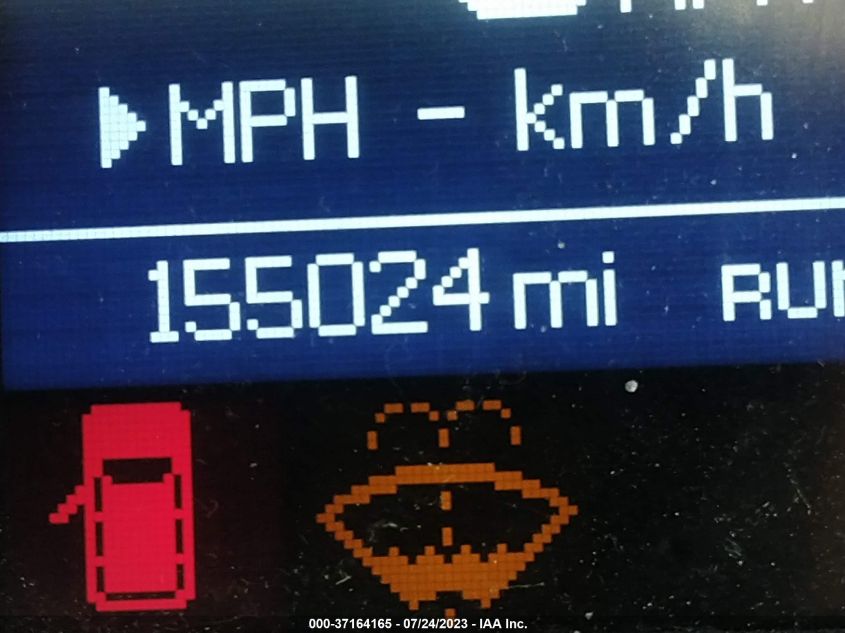 MPH - km/h
155024 mi
000-37164165 - 07/24/2023 - IAA Inc.